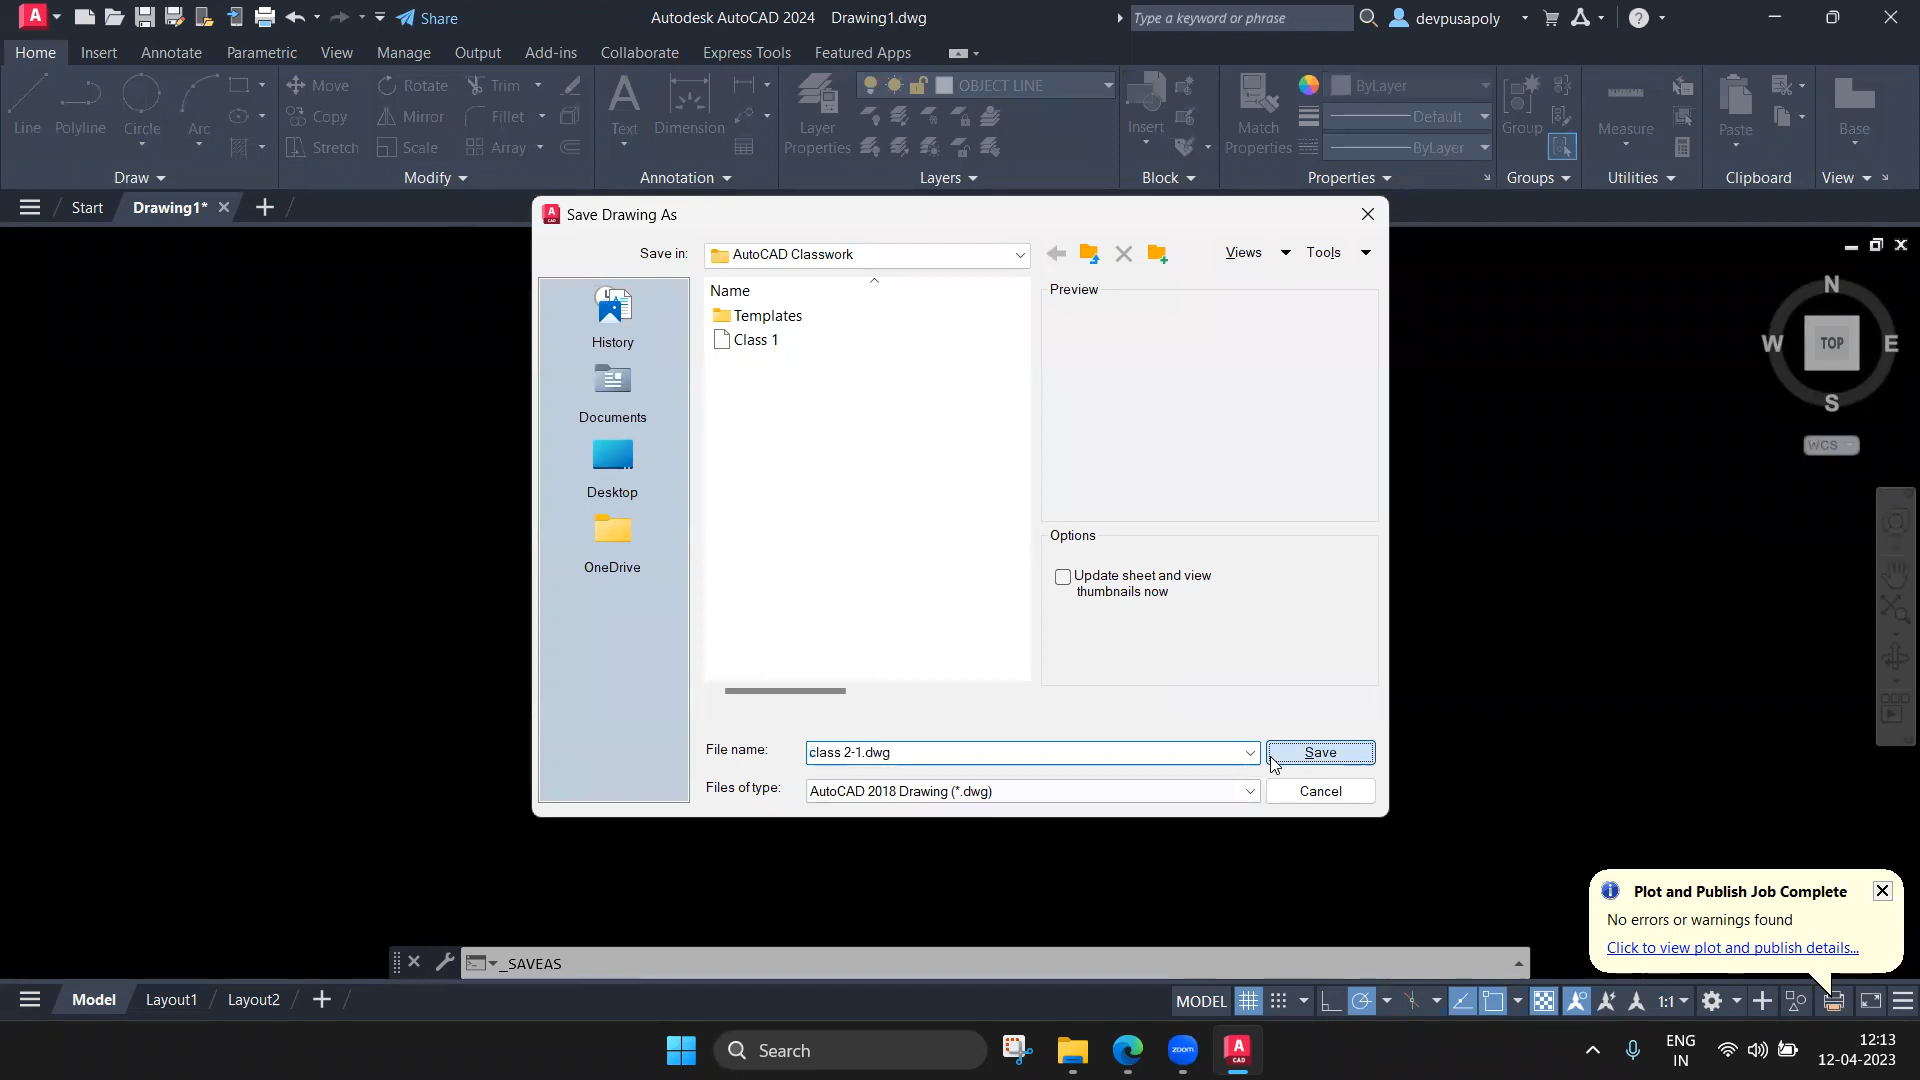 Share
Autodesk AutoCAD 2024 Drawing1.dwg
Type a keyword or phrase
devpusapoly
Home Insert Annotate Parametric View Manage Output Add-ins Collaborate Express Tools Featured Apps
Line Polyline Circle Arc
Move Rotate Trim
Copy Mirror Fillet
Stretch Scale Array
Text Dimension
Layer Properties
OBJECT LINE
Insert
Match Properties
ByLayer
Default
ByLayer
Group
Measure
Paste
Base
Draw Modify Annotation Layers Block Properties Groups Utilities Clipboard View
Start Drawing1*
Save Drawing As
Save in: AutoCAD Classwork Views Tools
Name
Templates
Class 1
History
Documents
Desktop
OneDrive
Preview
Options
Update sheet and view
thumbnails now
File name: class 2-1.dwg Save
Files of type: AutoCAD 2018 Drawing (*.dwg) Cancel
N
W TOP E
S
WCS
Plot and Publish Job Complete
No errors or warnings found
Click to view plot and publish details...
_SAVEAS
Model Layout1 Layout2
MODEL 1:1
Search
zoom
A
CAD
ENG
IN
12:13
12-04-2023